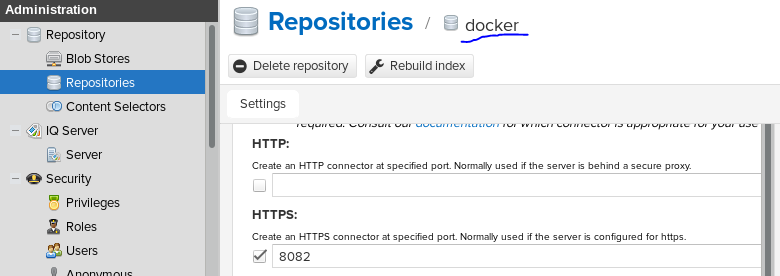 Administration
Repository
Blob Stores
Repositories
Content Selectors
IQ Server
Server
Security
Privileges
Roles
Users
Anonymous
Repositories / docker
Delete repository
Rebuild index
Settings
required. Consult our documentation for which connector is appropriate for your use
HTTP:
Create an HTTP connector at specified port. Normally used if the server is behind a secure proxy.
HTTPS:
Create an HTTPS connector at specified port. Normally used if the server is configured for https.
8082